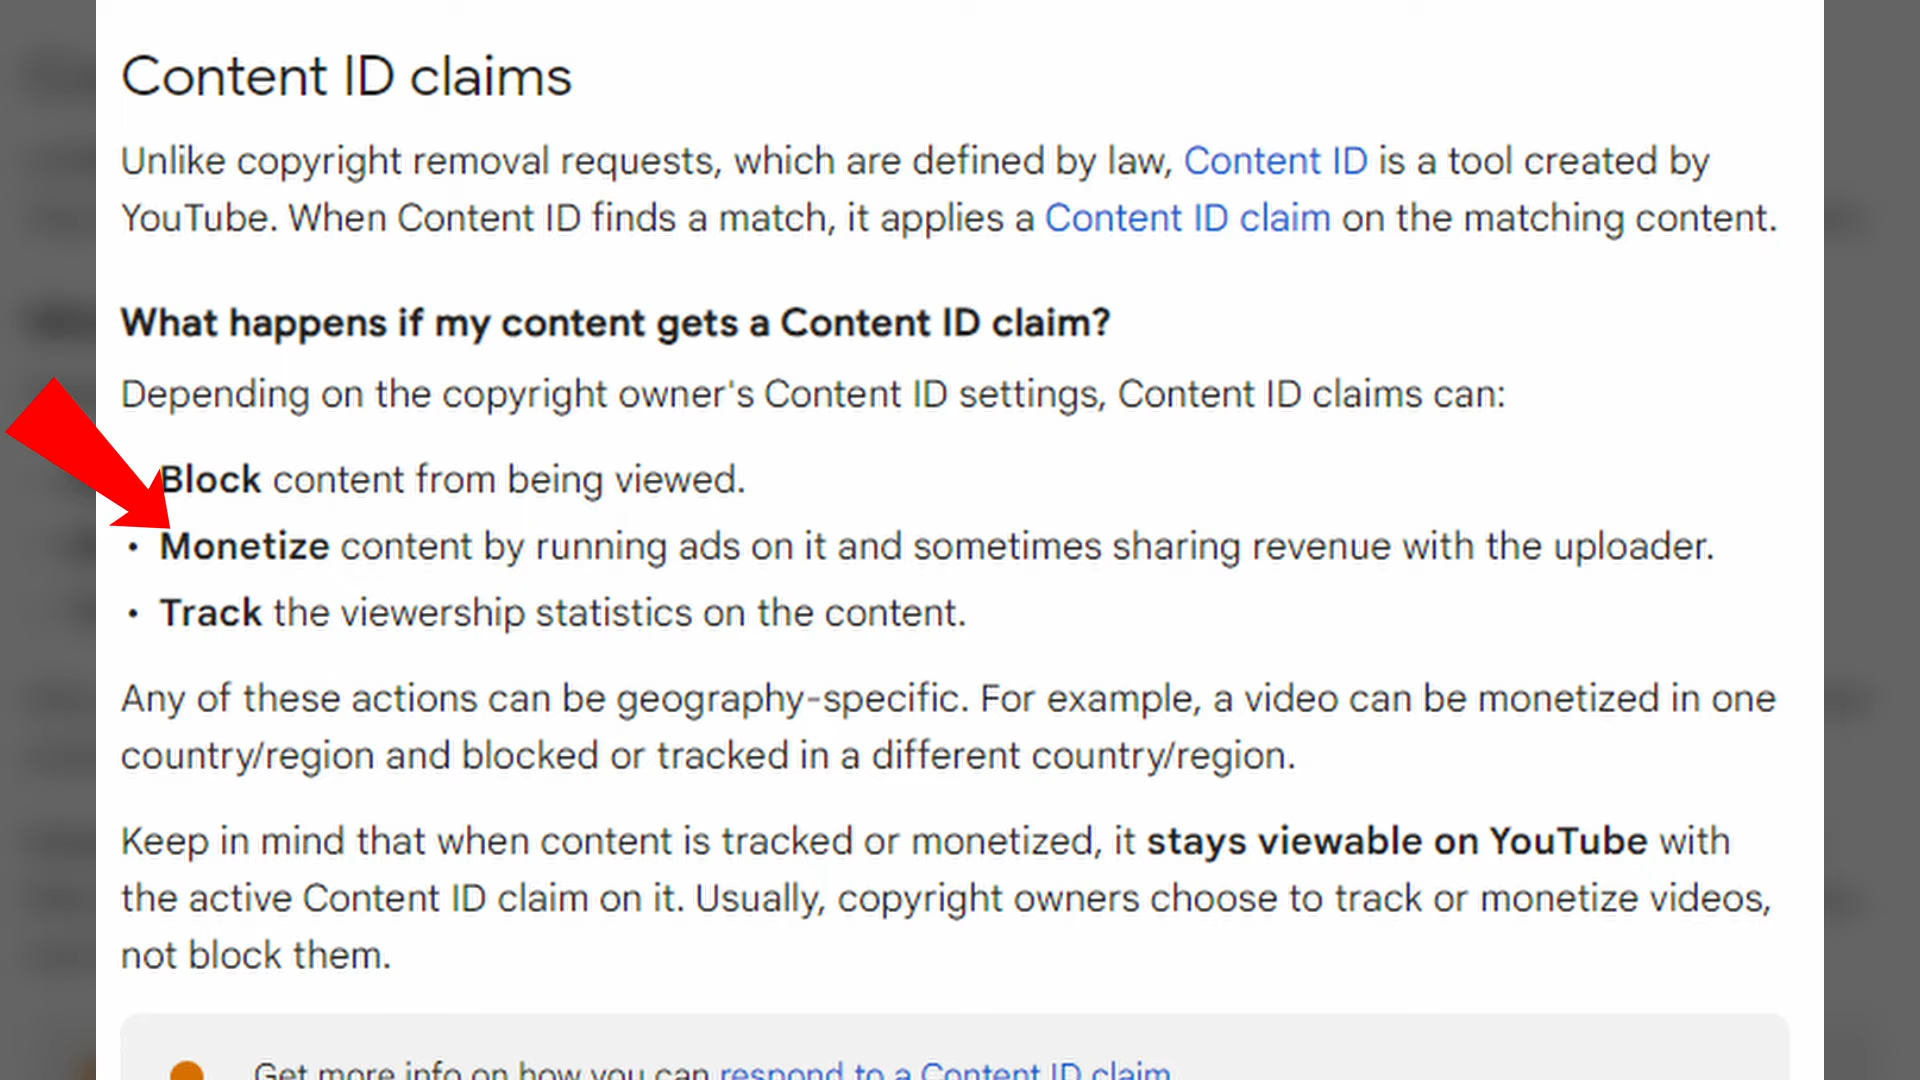 Content ID claims
Unlike copyright removal requests, which are defined by law, Content ID is a tool created by
YouTube. When Content ID finds a match, it applies a Content ID claim on the matching content.
What happens if my content gets a Content ID claim?
Depending on the copyright owner's Content ID settings, Content ID claims can:
Block content from being viewed.
• Monetize content by running ads on it and sometimes sharing revenue with the uploader.
• Track the viewership statistics on the content.
Any of these actions can be geography-specific. For example, a video can be monetized in one
country/region and blocked or tracked in a different country/region.
Keep in mind that when content is tracked or monetized, it stays viewable on YouTube with
the active Content ID claim on it. Usually, copyright owners choose to track or monetize videos,
not block them.
Get more info on how you can respond to a Content ID claim